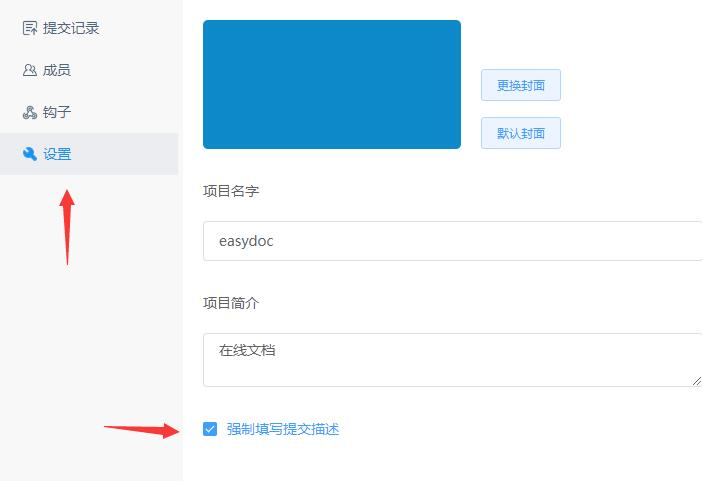 提交记录
成员
钩子
设置
更换封面
默认封面
项目名字
easydoc
项目简介
在线文档
强制填写提交描述